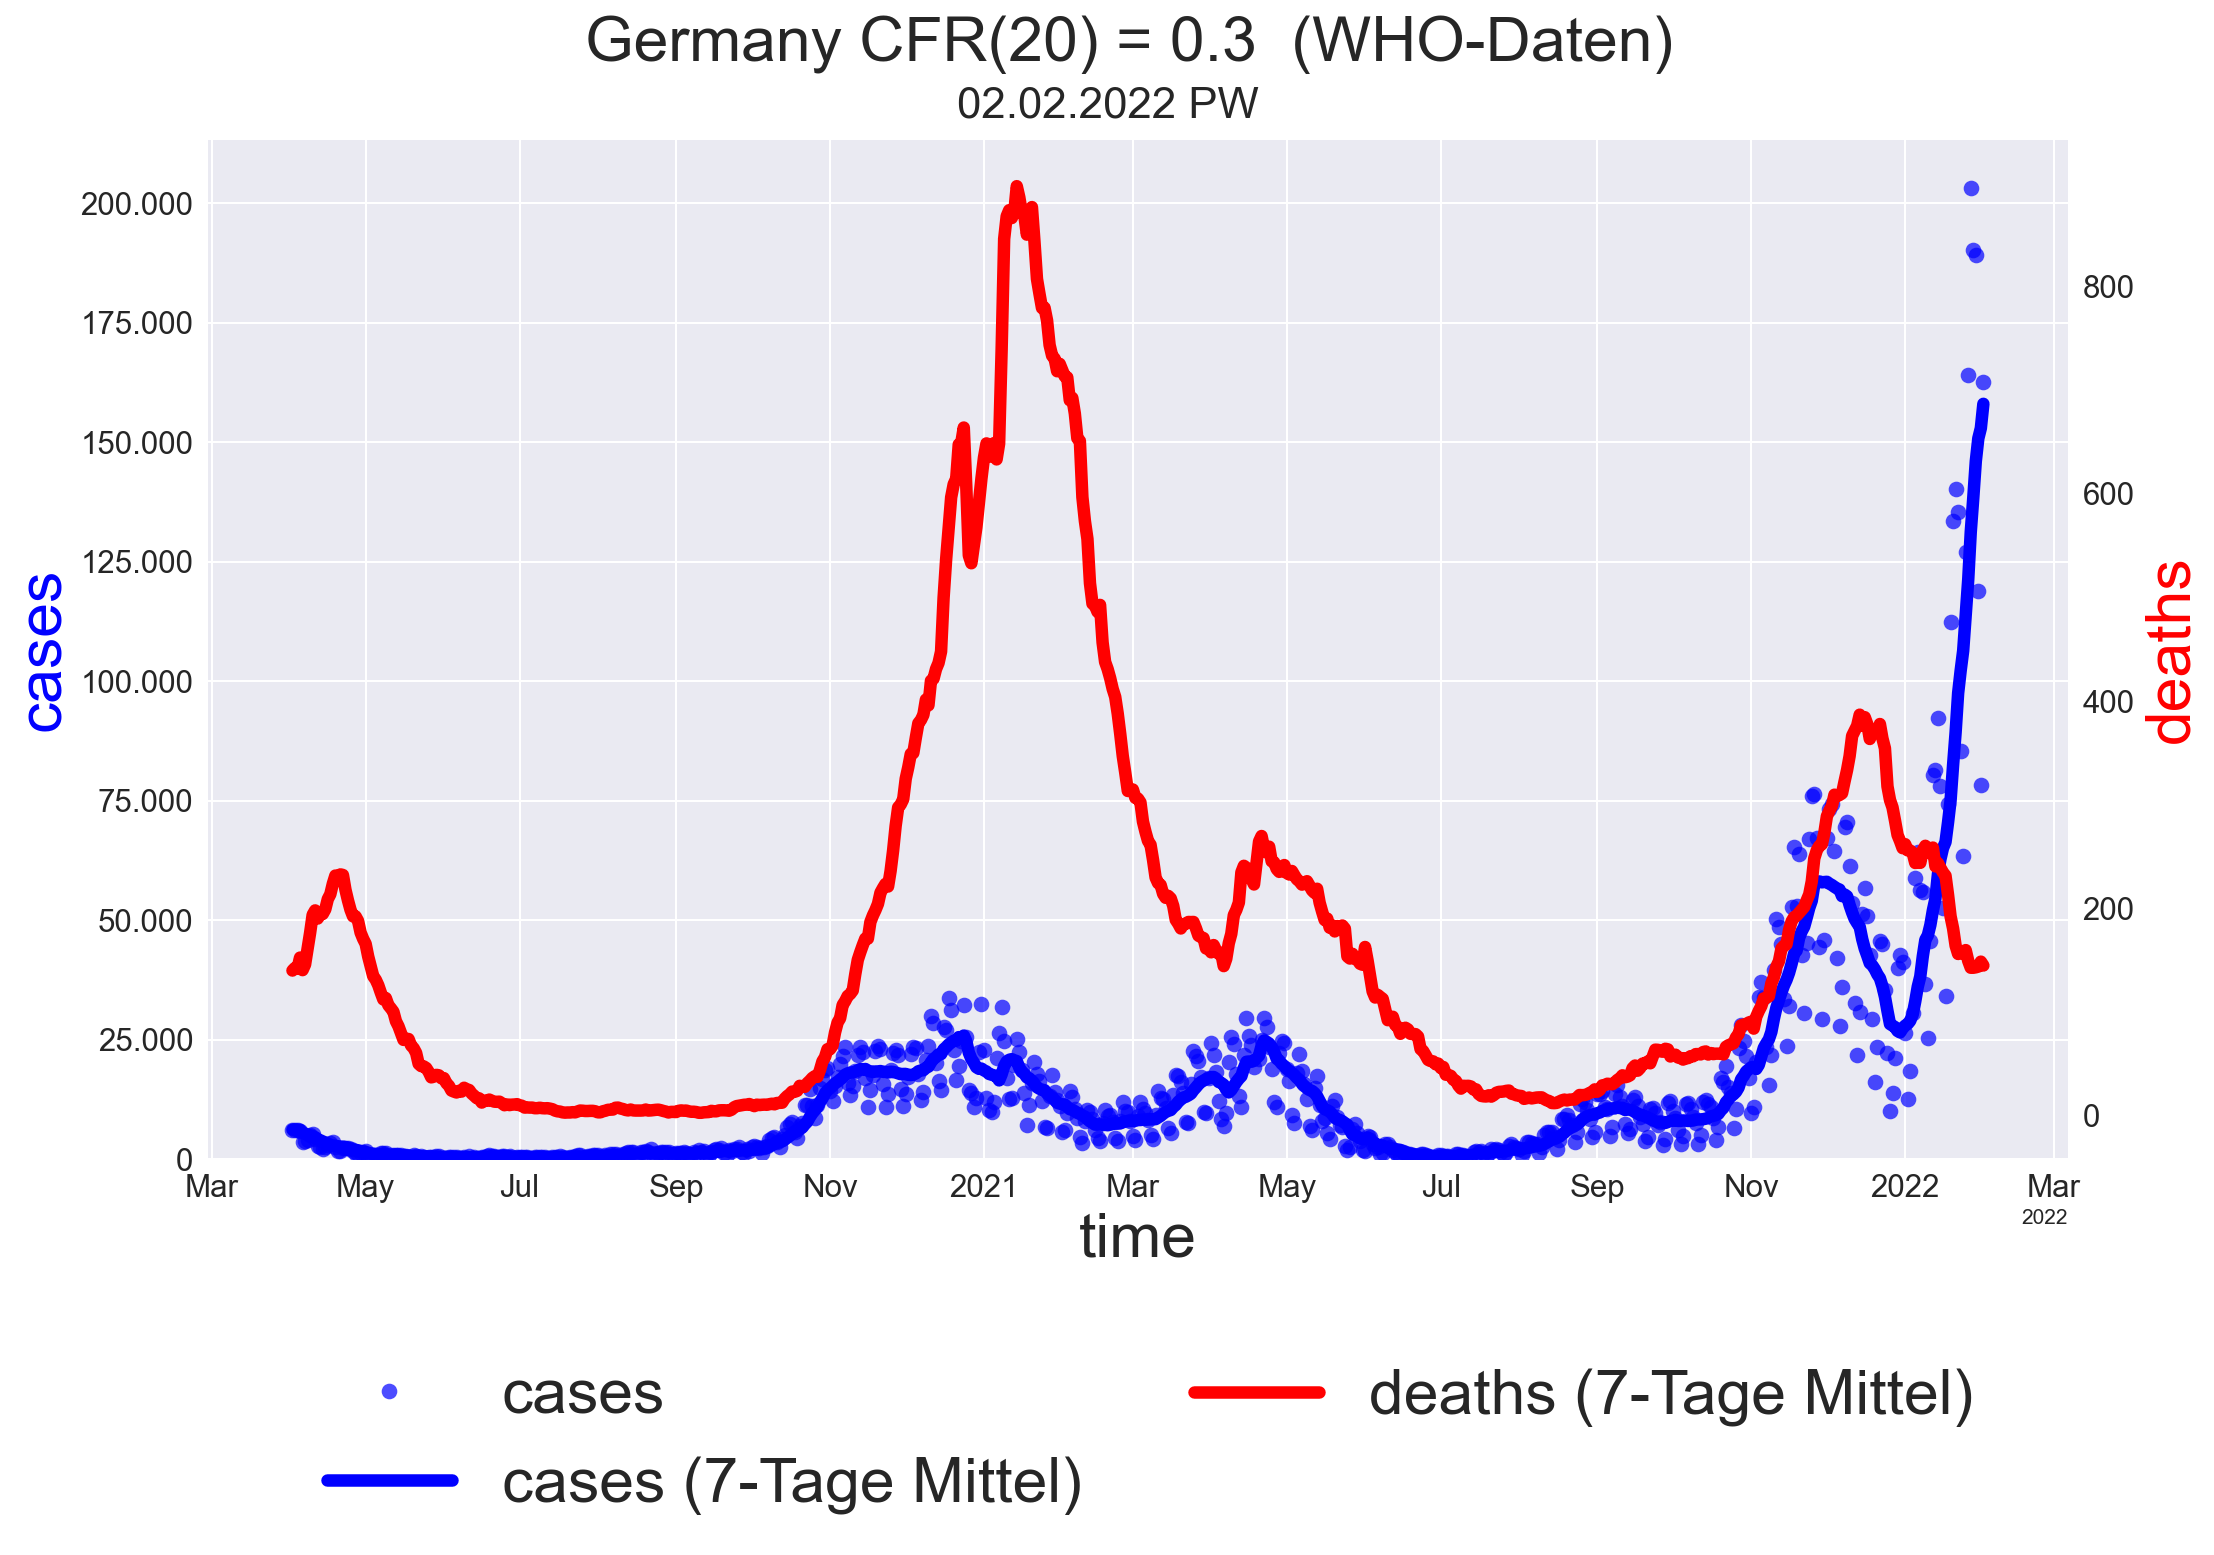 Germany CFR(20) = 0.3 (WHO-Daten)
02.02.2022 PW
cases
200.000
175.000
150.000
125.000
100.000
75.000
50.000
25.000
0
800
600
400
200
0
deaths
Mar May Jul Sep Nov 2021 Mar May Jul Sep Nov 2022 Mar
2022
time
cases
deaths (7-Tage Mittel)
cases (7-Tage Mittel)